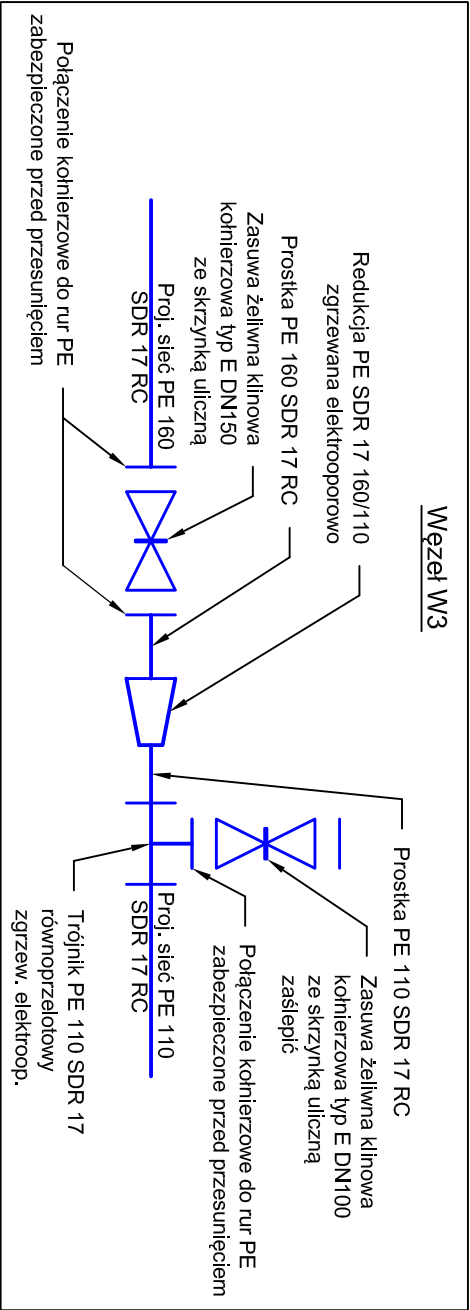 Węzeł W3
Redukcja PE SDR 17 160/110
zgrzewana elektrooporowo
Prostka PE 160 SDR 17 RC
Zasuwa żeliwna klinowa
kołnierzowa typ E DN150
ze skrzynką uliczną
Proj. sieć PE 160
SDR 17 RC
Połączenie kołnierzowe do rur PE
zabezpieczone przed przesunięciem
Prostka PE 110 SDR 17 RC
Zasuwa żeliwna klinowa
kołnierzowa typ E DN100
ze skrzynką uliczną
zaślepić
Połączenie kołnierzowe do rur PE
zabezpieczone przed przesunięciem
Proj. sieć PE 110
SDR 17 RC
Trójnik PE 110 SDR 17
równoprzelotowy
zgrzew. elektroop.